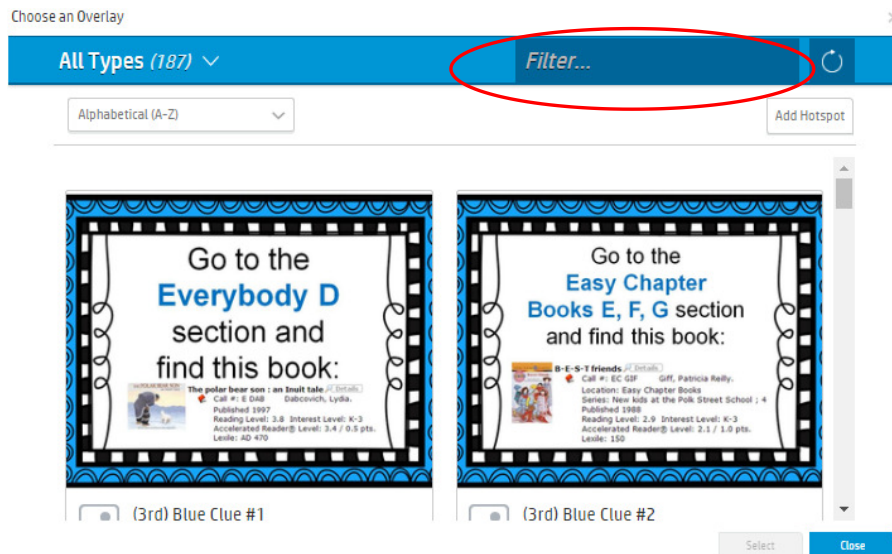 Choose an Overlay
All Types (187)
Filter...
Alphabetical (A-Z)
Add Hotspot
Go to the
Everybody D
section and
find this book:
The polar bear son : an Inuit tale Details
Call #: E DAB Dabcovich, Lydia.
Published 1997
Reading Level: 3.8 Interest Level: K-3
Accelerated Reader® Level: 3.4 / 0.5 pts.
Lexile: AD 470
(3rd) Blue Clue #1
Go to the
Easy Chapter
Books E, F, G section
and find this book:
B-E-S-T friends Details
Call #: EC GIF Giff, Patricia Reilly.
Location: Easy Chapter Books
Series: New kids at the Polk Street School ; 4
Published 1988
Reading Level: 2.9 Interest Level: K-3
Accelerated Reader® Level: 2.1 / 1.0 pts.
Lexile: 150
(3rd) Blue Clue #2
Select
Close